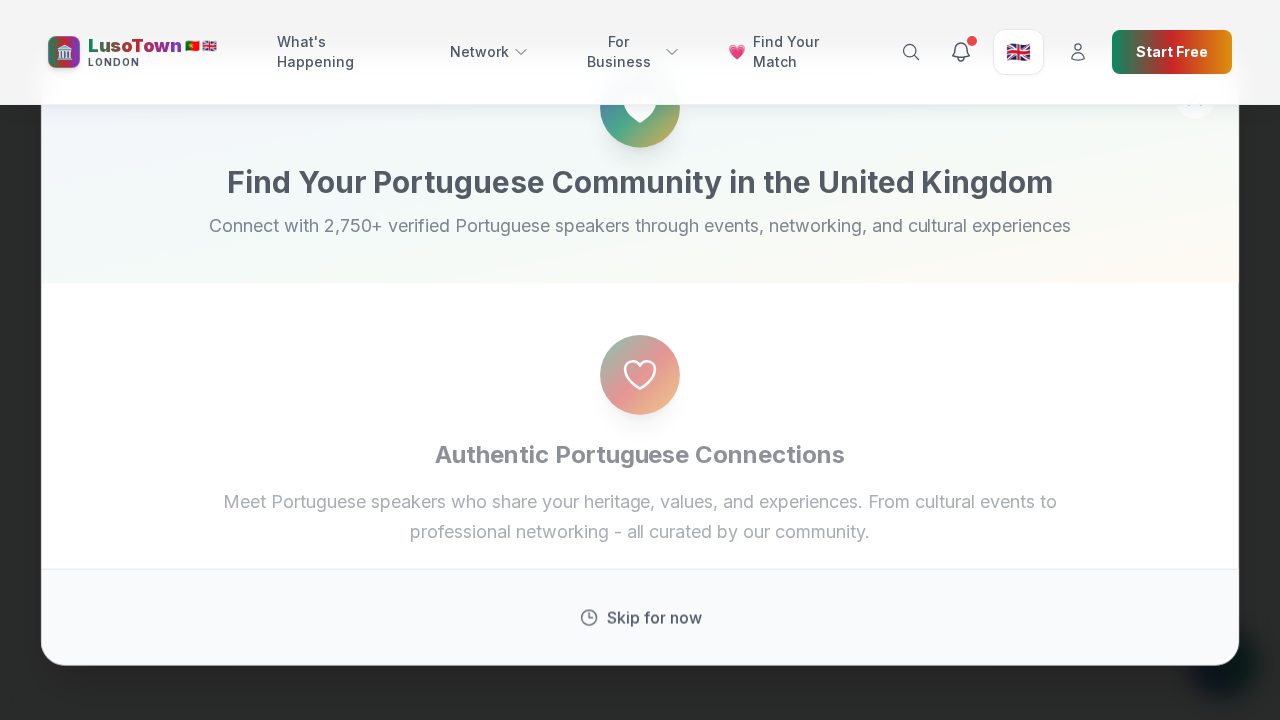 LusoTown 🇵🇹 🇬🇧
LONDON
What's
Happening
Network
For
Business
Find Your
Match
Start Free
Find Your Portuguese Community in the United Kingdom
Connect with 2,750+ verified Portuguese speakers through events, networking, and cultural experiences
Authentic Portuguese Connections
Meet Portuguese speakers who share your heritage, values, and experiences. From cultural events to
professional networking - all curated by our community.
Skip for now